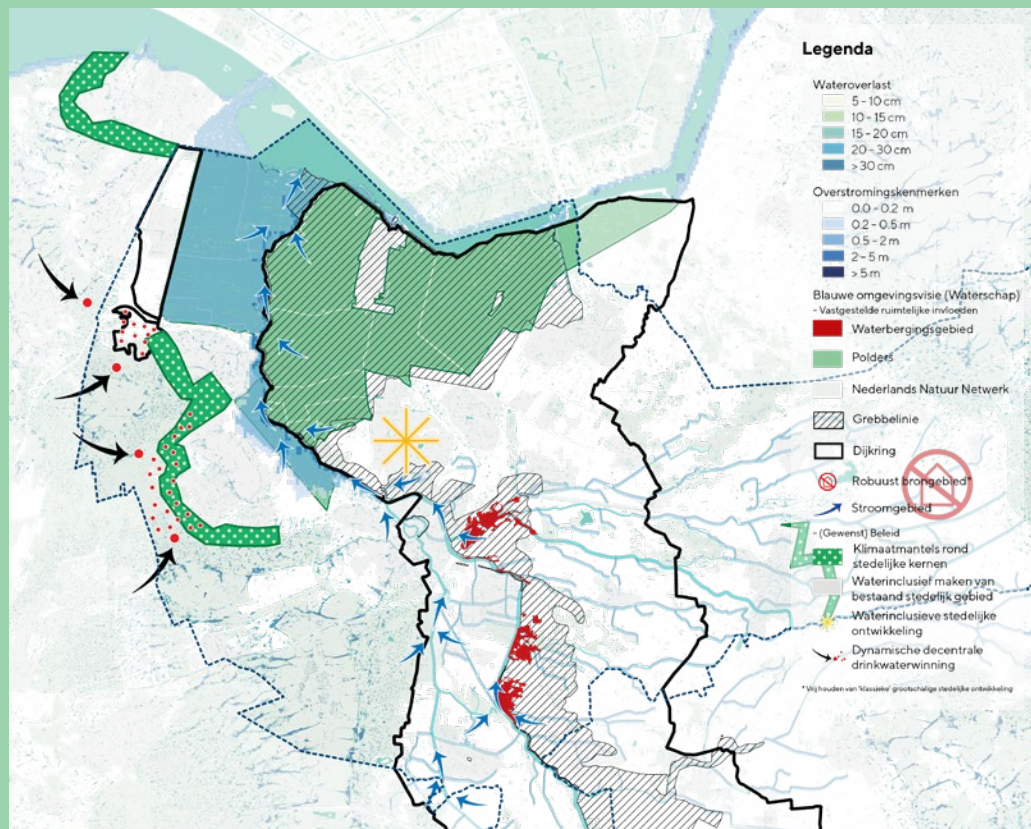 Legenda
Wateroverlast
5 - 10 cm
10 - 15 cm
15 - 20 cm
20 - 30 cm
> 30 cm
Overstromingskenmerken
0.0 - 0.2 m
0.2 - 0.5 m
0.5 - 2 m
2 - 5 m
> 5 m
Blauwe omgevingsvisie (Waterschap)
- Vastgestelde ruimtelijke invloeden
Waterbergingsgebied
Polders
Nederlands Natuur Netwerk
Grebbelinie
Dijkring
Robuust brongebied*
Stroomgebied
- (Gewenst) Beleid
Klimaatmantels rond
stedelijke kernen
Waterinclusief maken van
bestaand stedelijk gebied
Waterinclusieve stedelijke
ontwikkeling
Dynamische decentrale
drinkwaterwinning
* Vrij houden van 'klassieke' grootschalige stedelijke ontwikkeling